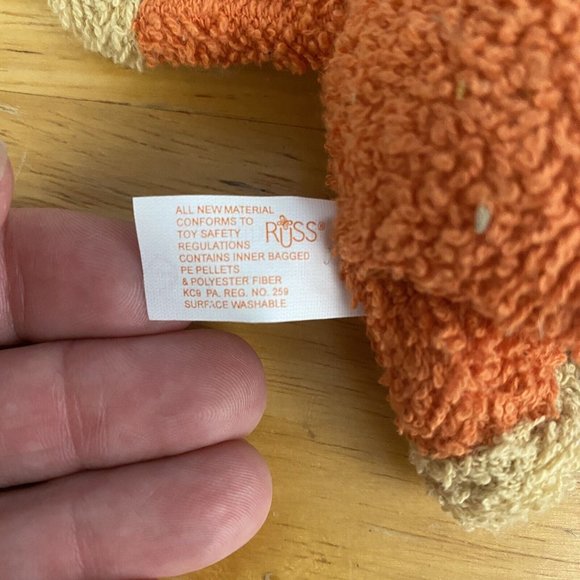 ALL NEW MATERIAL
CONFORMS TO
TOY SAFETY
REGULATIONS
RUSS®
CONTAINS INNER BAGGED
PE PELLETS
& POLYESTER FIBER
KC9 PA. REG. NO. 259
SURFACE WASHABLE